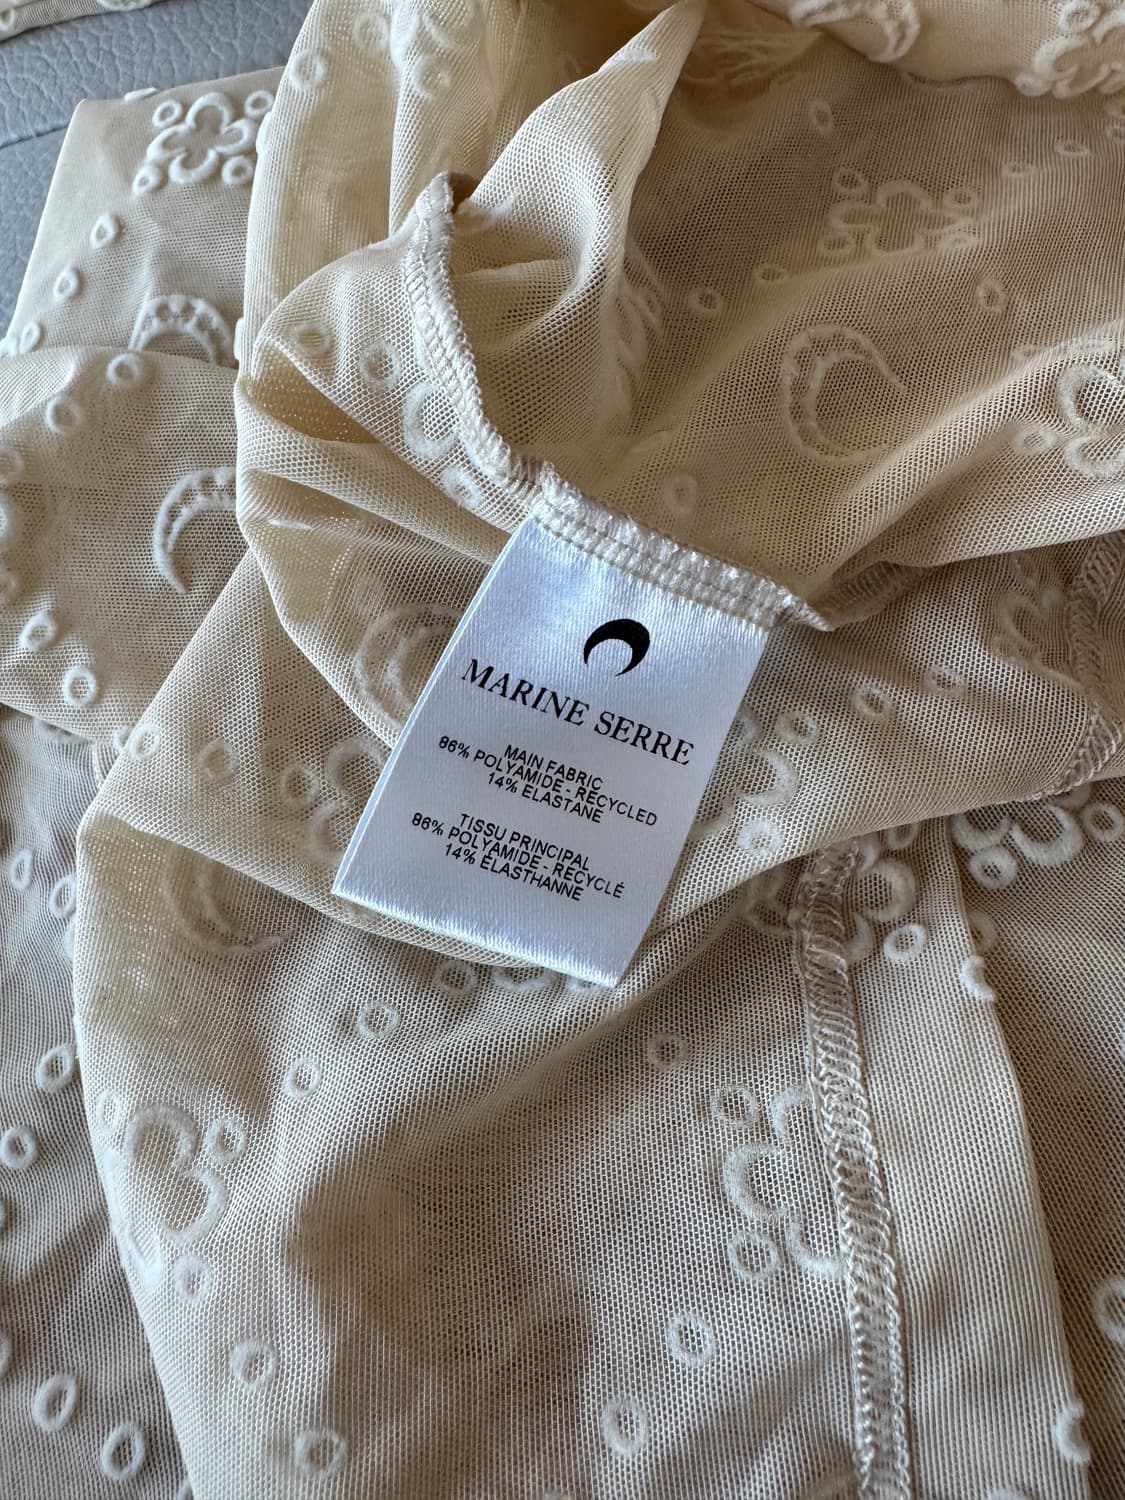 MARINE SERRE
MAIN FABRIC
86% POLYAMIDE - RECYCLED
14% ELASTANE
TISSU PRINCIPAL
86% POLYAMIDE - RECYCLÉ
14% ÉLASTHANNE